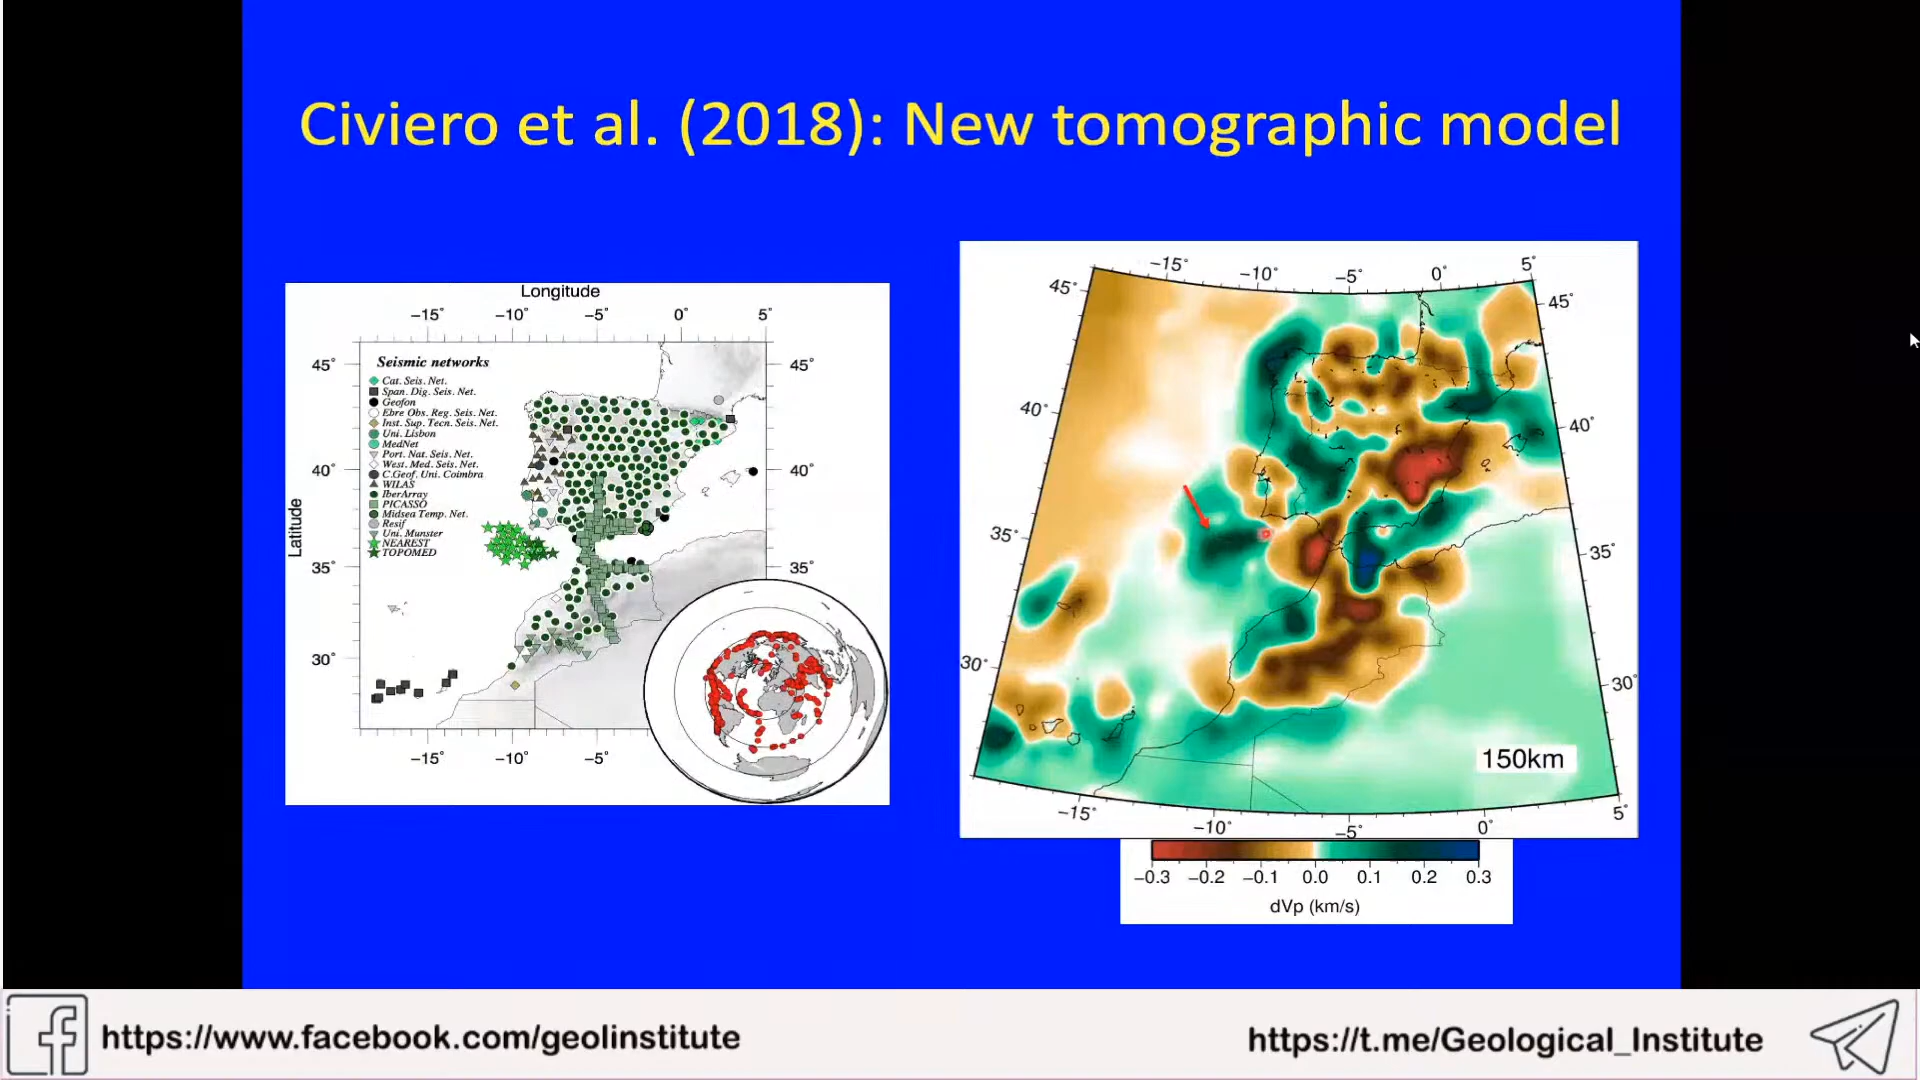 Civiero et al. (2018): New tomographic model
Longitude
−15˚ −10˚ −5˚ 0˚ 5˚
Seismic networks
Cat. Seis. Net.
Span. Dig. Seis. Net.
Geofon
Ebre Obs. Reg. Seis. Net.
Inst. Sup. Tecn. Seis. Net.
Uni. Lisbon
MedNet
Port. Nat. Seis. Net.
West. Med. Seis. Net.
C.Geof. Uni. Coimbra
WILAS
IberArray
PICASSO
Midsea Temp. Net.
Resif
Uni. Munster
NEAREST
TOPOMED
Latitude
45˚ 45˚
40˚ 40˚
35˚ 35˚
30˚
−15˚ −10˚ −5˚
−15˚ −10˚ −5˚ 0˚ 5˚
45˚ 45˚
40˚ 40˚
35˚ 35˚
30˚ 30˚
150km
−15˚ −10˚ −5˚ 0˚ 5˚
−0.3 −0.2 −0.1 0.0 0.1 0.2 0.3
dVp (km/s)
https://www.facebook.com/geolinstitute
https://t.me/Geological_Institute